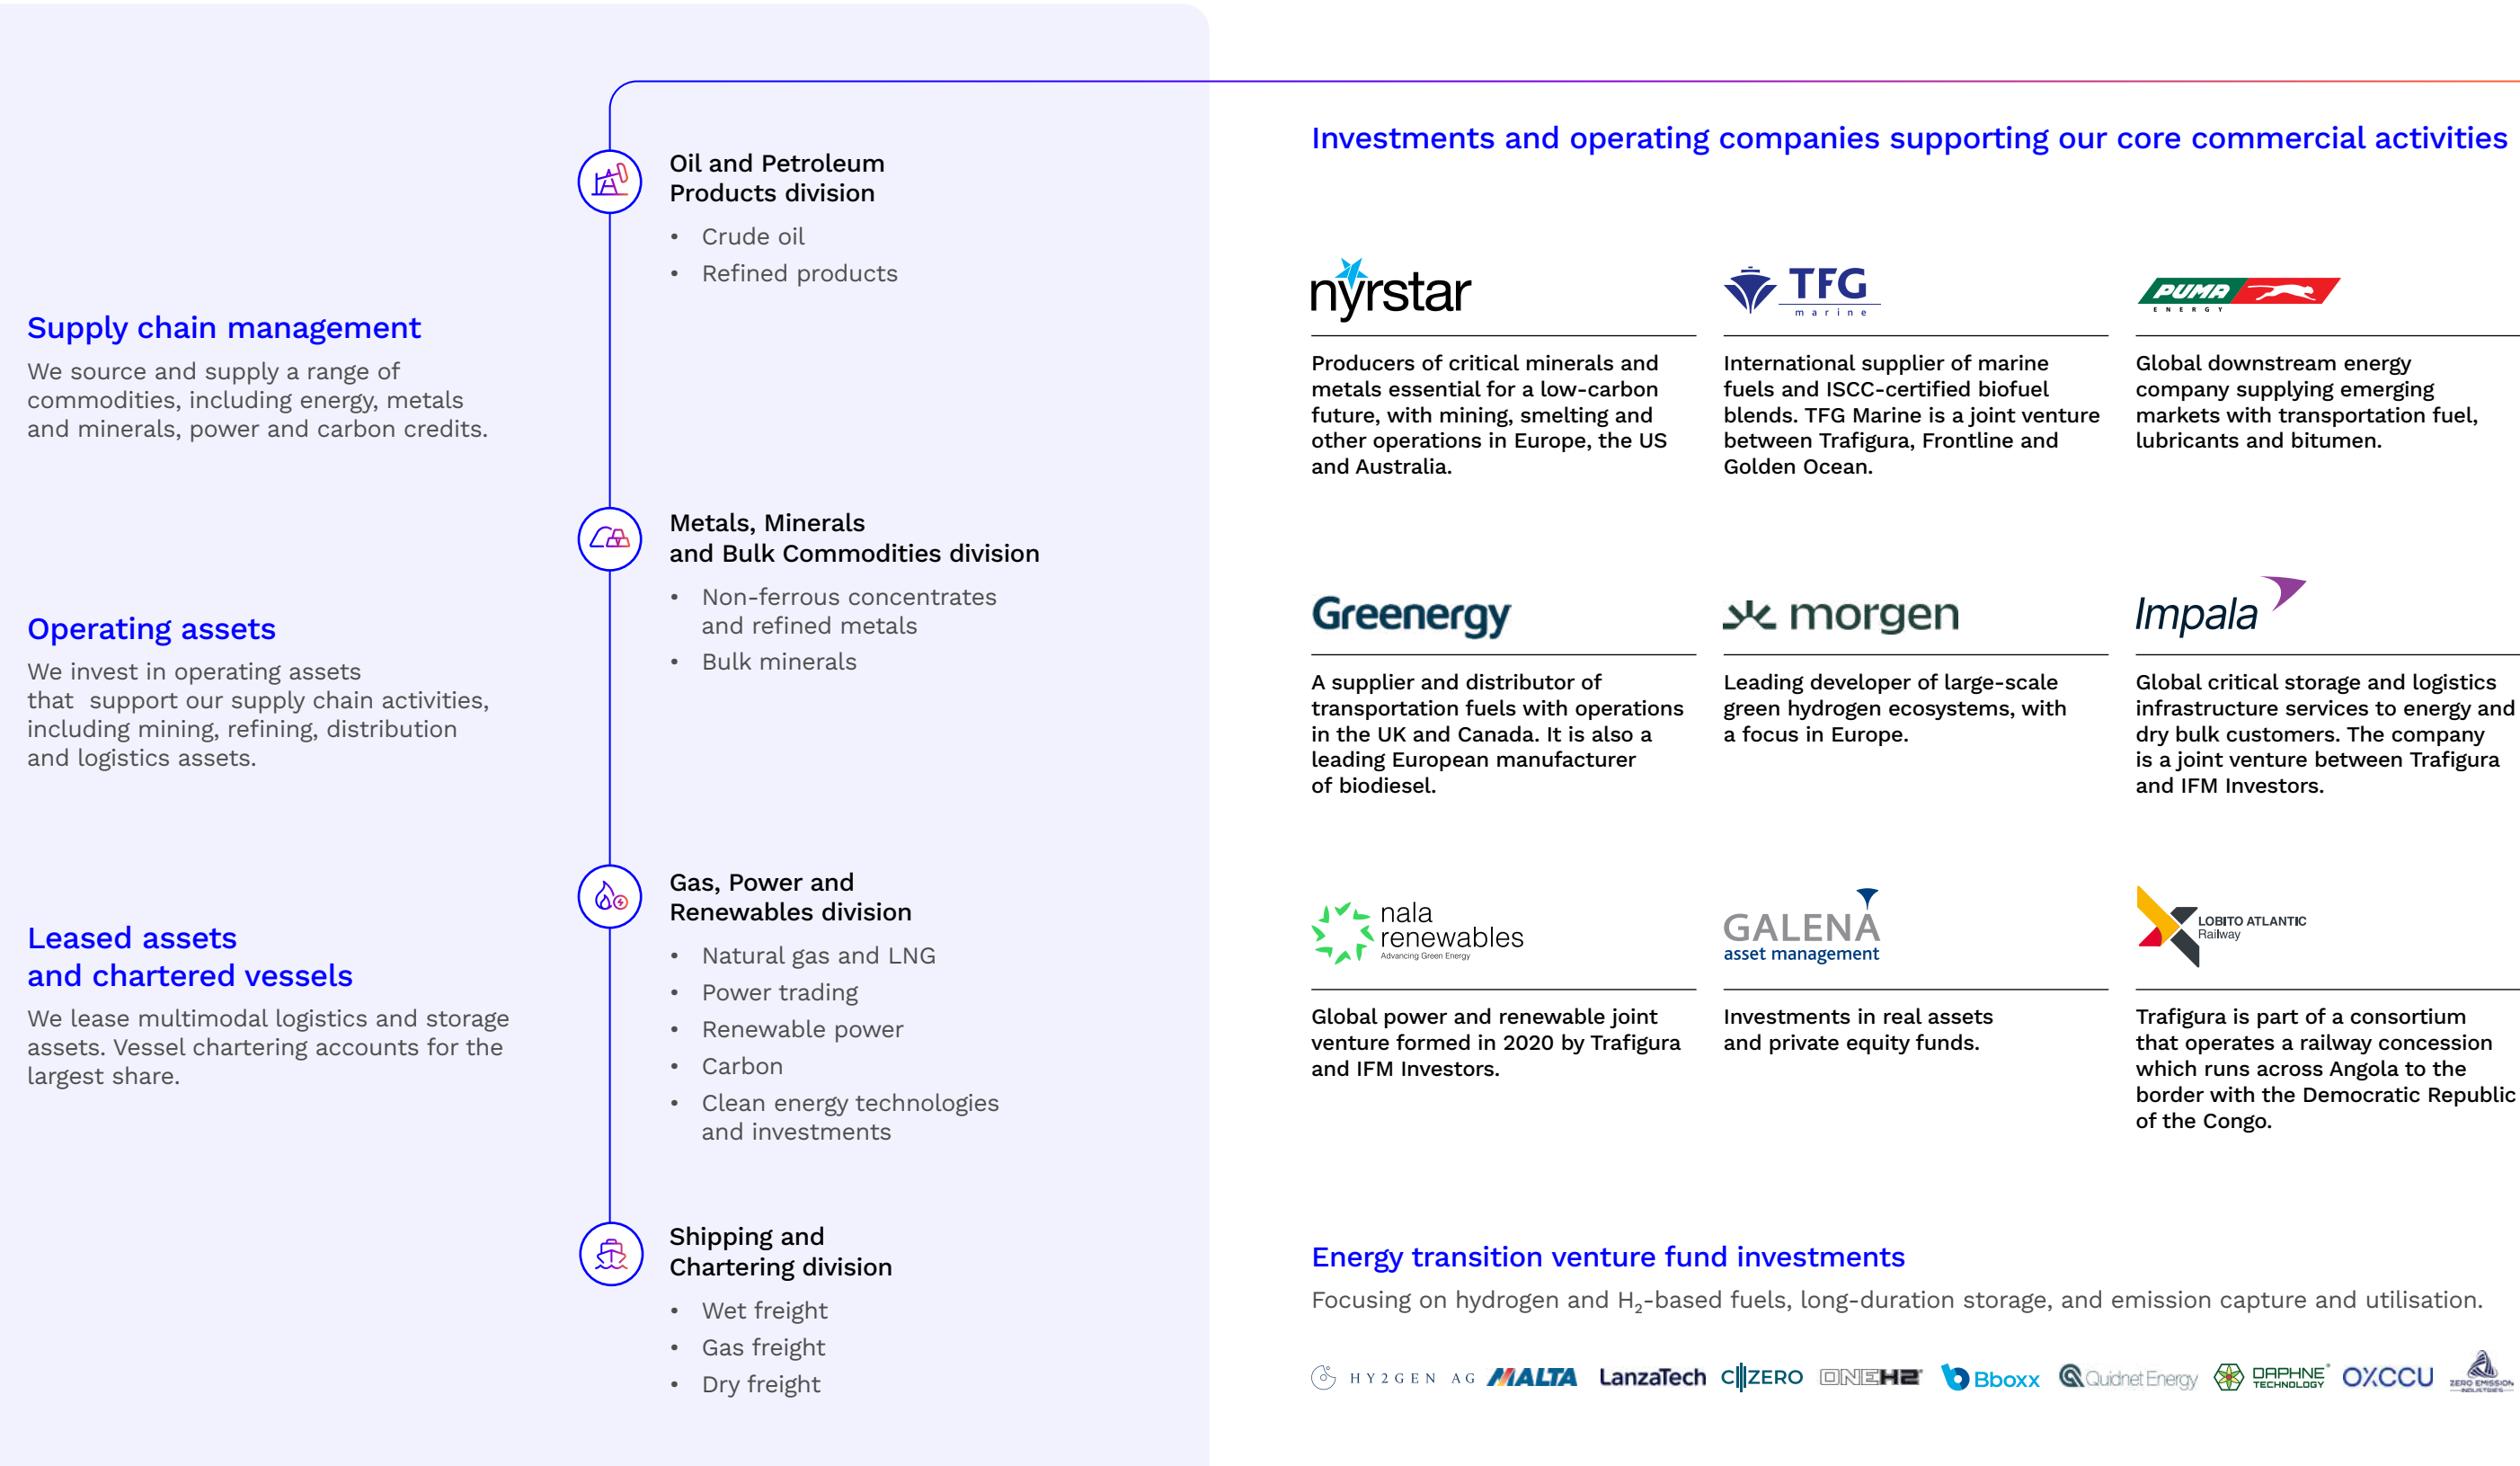 Supply chain management
We source and supply a range of
commodities, including energy, metals
and minerals, power and carbon credits.
Operating assets
We invest in operating assets
that support our supply chain activities,
including mining, refining, distribution
and logistics assets.
Leased assets
and chartered vessels
We lease multimodal logistics and storage
assets. Vessel chartering accounts for the
largest share.
Oil and Petroleum
Products division
• Crude oil
• Refined products
Metals, Minerals
and Bulk Commodities division
• Non-ferrous concentrates
and refined metals
• Bulk minerals
Gas, Power and
Renewables division
• Natural gas and LNG
• Power trading
• Renewable power
• Carbon
• Clean energy technologies
and investments
Shipping and
Chartering division
• Wet freight
• Gas freight
• Dry freight
Investments and operating companies supporting our core commercial activities
nyrstar
Producers of critical minerals and
metals essential for a low-carbon
future, with mining, smelting and
other operations in Europe, the US
and Australia.
TFG
marine
International supplier of marine
fuels and ISCC-certified biofuel
blends. TFG Marine is a joint venture
between Trafigura, Frontline and
Golden Ocean.
PUMA
ENERGY
Global downstream energy
company supplying emerging
markets with transportation fuel,
lubricants and bitumen.
Greenergy
A supplier and distributor of
transportation fuels with operations
in the UK and Canada. It is also a
leading European manufacturer
of biodiesel.
morgen
Leading developer of large-scale
green hydrogen ecosystems, with
a focus in Europe.
Impala
Global critical storage and logistics
infrastructure services to energy and
dry bulk customers. The company
is a joint venture between Trafigura
and IFM Investors.
nala
renewables
Advancing Green Energy
Global power and renewable joint
venture formed in 2020 by Trafigura
and IFM Investors.
GALENA
asset management
Investments in real assets
and private equity funds.
LOBITO ATLANTIC
Railway
Trafigura is part of a consortium
that operates a railway concession
which runs across Angola to the
border with the Democratic Republic
of the Congo.
Energy transition venture fund investments
Focusing on hydrogen and H₂-based fuels, long-duration storage, and emission capture and utilisation.
HY2GEN AG
MALTA
LanzaTech
C||ZERO
ONEH2
Bboxx
Quidnet Energy
DAPHNE
TECHNOLOGY
OXCCU
ZERO EMISSION
INDUSTRIES